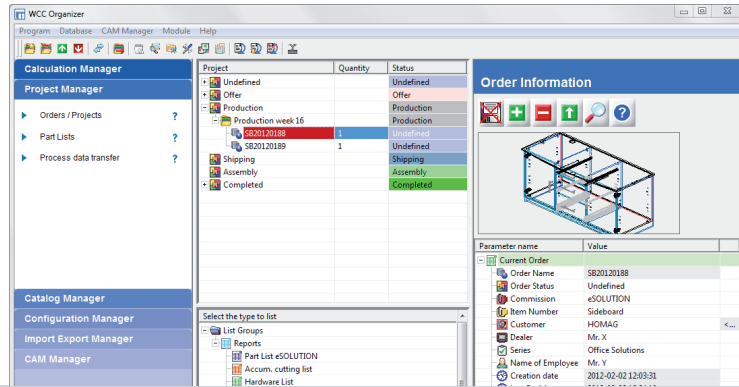 WCC Organizer
Program Database CAM Manager Module Help
Calculation Manager
Project Manager
Orders / Projects ?
Part Lists ?
Process data transfer ?
Catalog Manager
Configuration Manager
Import Export Manager
CAM Manager
Project Quantity Status
Undefined Undefined
Offer Offer
Production Production
Production week 16 Production
SB20120188 1 Undefined
SB20120189 1 Undefined
Shipping Shipping
Assembly Assembly
Completed Completed
Select the type to list
List Groups
Reports
Part List eSOLUTION
Accum. cutting list
Hardware List
Order Information
Parameter name Value
Current Order
Order Name SB20120188
Order Status Undefined
Commission eSOLUTION
Item Number Sideboard
Customer HOMAG <...
Dealer Mr. X
Series Office Solutions
Name of Employee Mr. Y
Creation date 2012-02-02 12:03:31